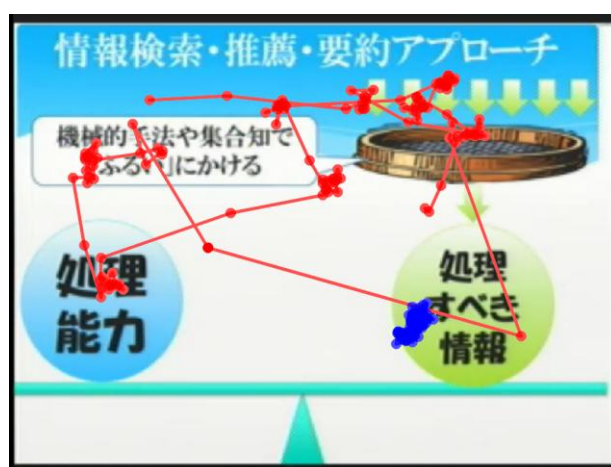 情報検索・推薦・要約アプローチ
機械的手法や集合知で
「ふるい」にかける
処理
能力
処理
すべき
情報